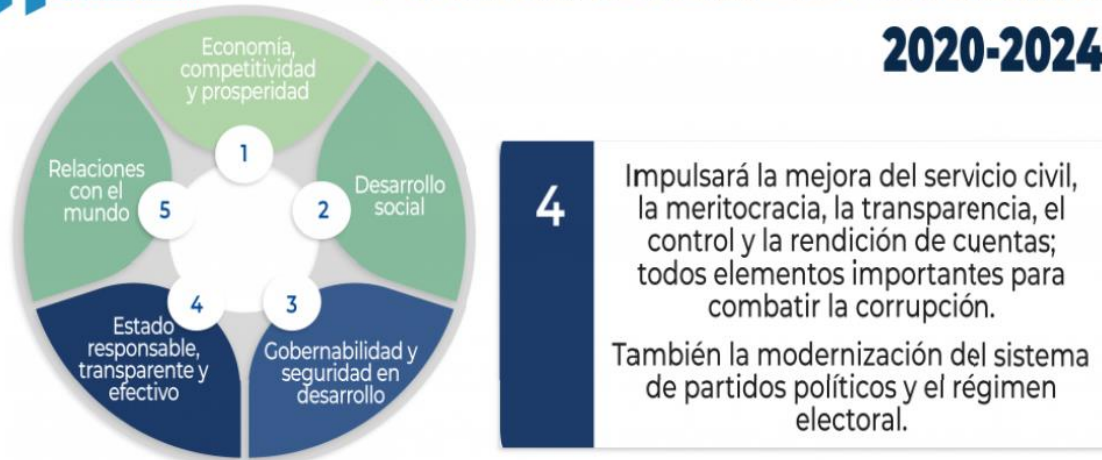 2020-2024
Economía,
competitividad
y prosperidad
1
Desarrollo
social
2
3
Gobernabilidad y
seguridad en
desarrollo
4
Estado
responsable,
transparente y
efectivo
Relaciones
con el
mundo
5
4
Impulsará la mejora del servicio civil,
la meritocracia, la transparencia, el
control y la rendición de cuentas;
todos elementos importantes para
combatir la corrupción.
También la modernización del sistema
de partidos políticos y el régimen
electoral.